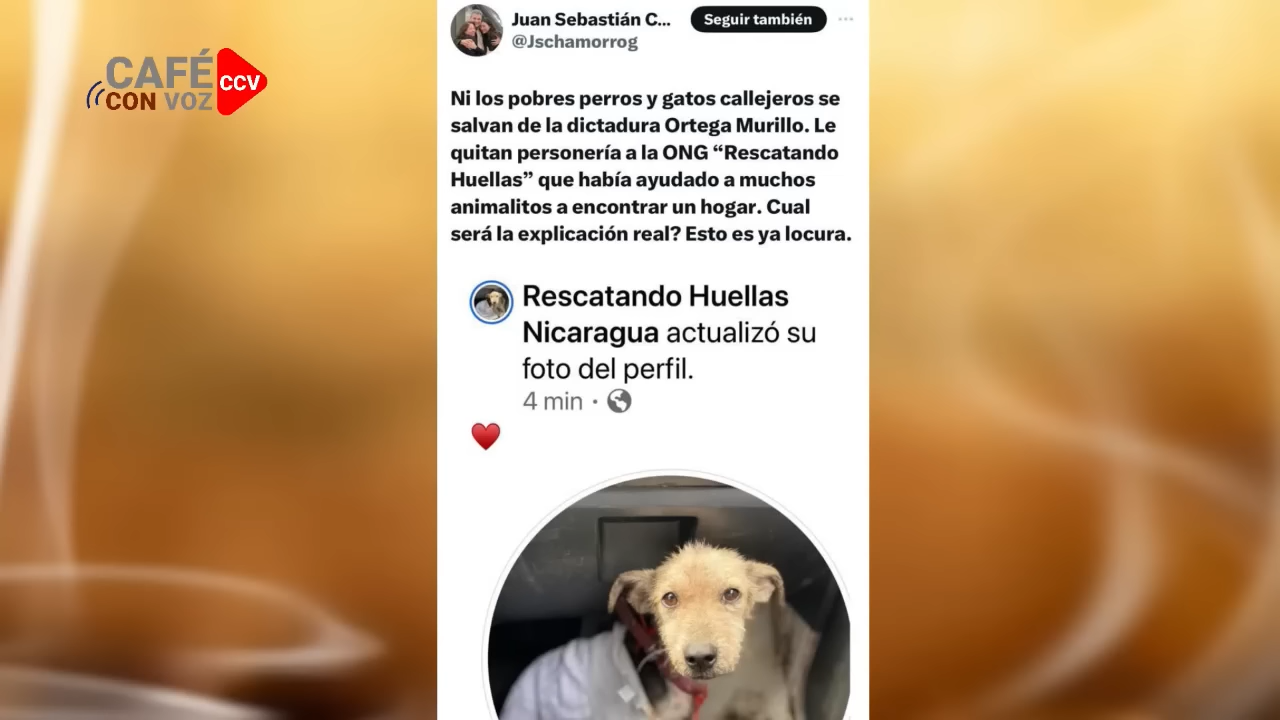 CAFÉ
CON VOZ
CCV
Juan Sebastián C...
Seguir también
@Jschamorrog
Ni los pobres perros y gatos callejeros se
salvan de la dictadura Ortega Murillo. Le
quitan personería a la ONG “Rescatando
Huellas” que había ayudado a muchos
animalitos a encontrar un hogar. Cual
será la explicación real? Esto es ya locura.
Rescatando Huellas
Nicaragua actualizó su
foto del perfil.
4 min ·